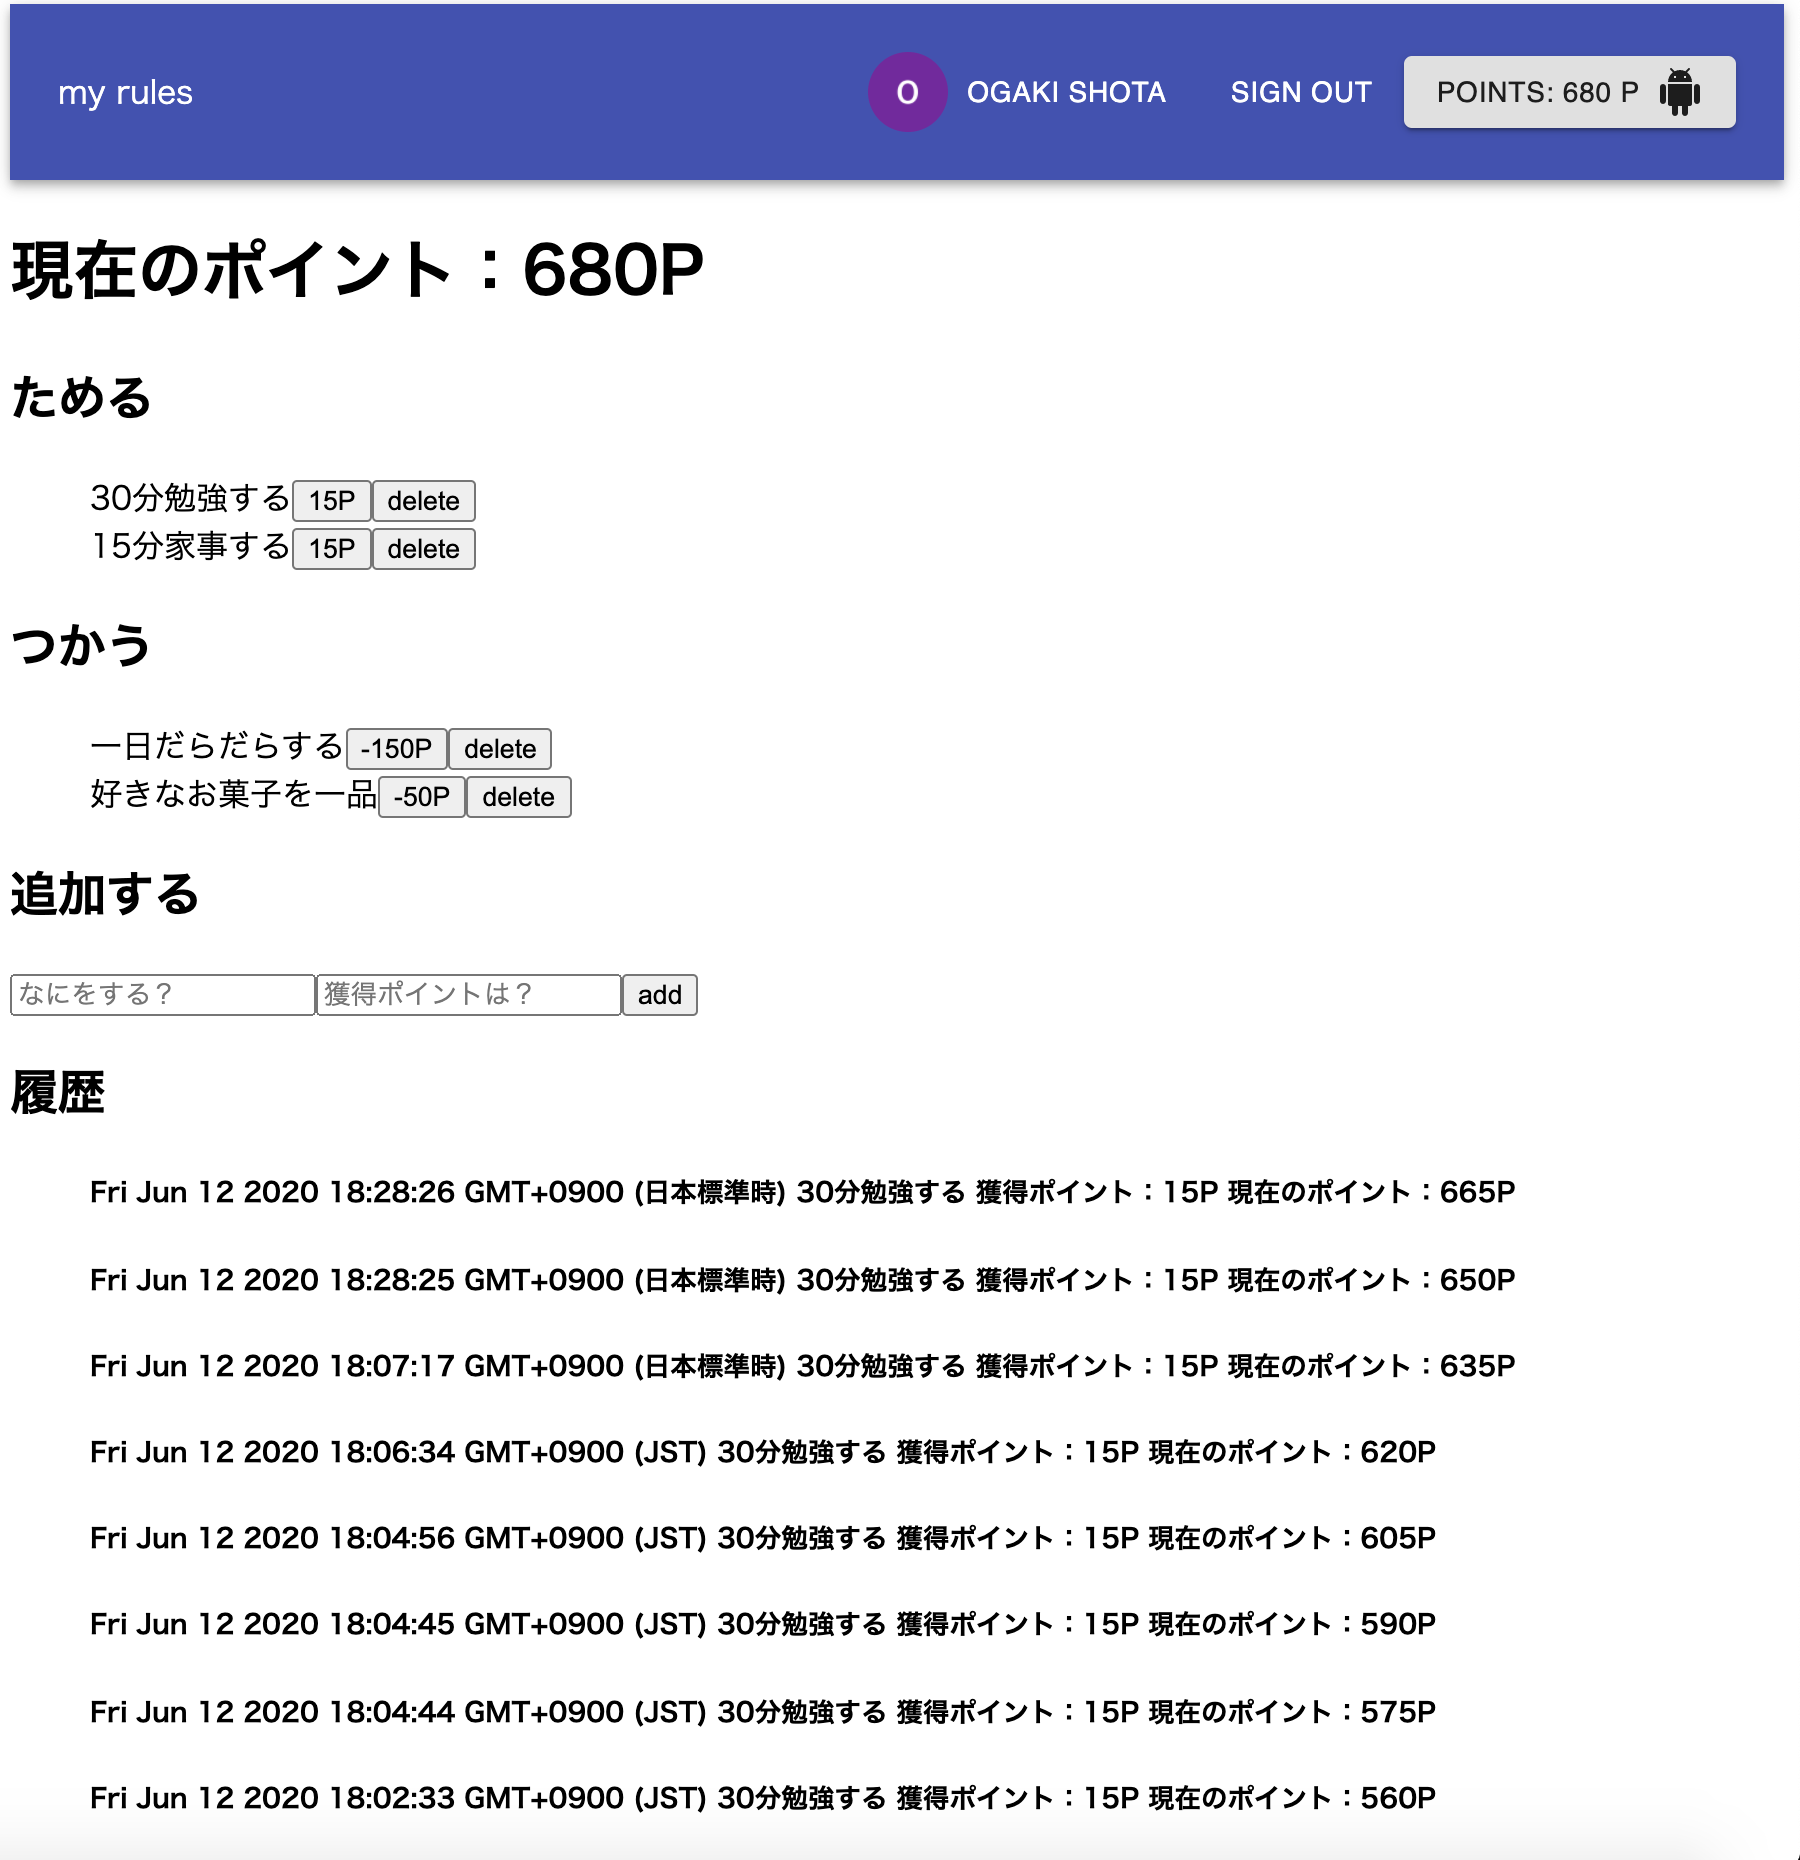 my rules O OGAKI SHOTA SIGN OUT POINTS: 680 P
現在のポイント：680P
ためる
30分勉強する 15P delete
15分家事する 15P delete
つかう
一日だらだらする -150P delete
好きなお菓子を一品 -50P delete
追加する
なにをする？ 獲得ポイントは？ add
履歴
Fri Jun 12 2020 18:28:26 GMT+0900 (日本標準時) 30分勉強する 獲得ポイント：15P 現在のポイント：665P
Fri Jun 12 2020 18:28:25 GMT+0900 (日本標準時) 30分勉強する 獲得ポイント：15P 現在のポイント：650P
Fri Jun 12 2020 18:07:17 GMT+0900 (日本標準時) 30分勉強する 獲得ポイント：15P 現在のポイント：635P
Fri Jun 12 2020 18:06:34 GMT+0900 (JST) 30分勉強する 獲得ポイント：15P 現在のポイント：620P
Fri Jun 12 2020 18:04:56 GMT+0900 (JST) 30分勉強する 獲得ポイント：15P 現在のポイント：605P
Fri Jun 12 2020 18:04:45 GMT+0900 (JST) 30分勉強する 獲得ポイント：15P 現在のポイント：590P
Fri Jun 12 2020 18:04:44 GMT+0900 (JST) 30分勉強する 獲得ポイント：15P 現在のポイント：575P
Fri Jun 12 2020 18:02:33 GMT+0900 (JST) 30分勉強する 獲得ポイント：15P 現在のポイント：560P